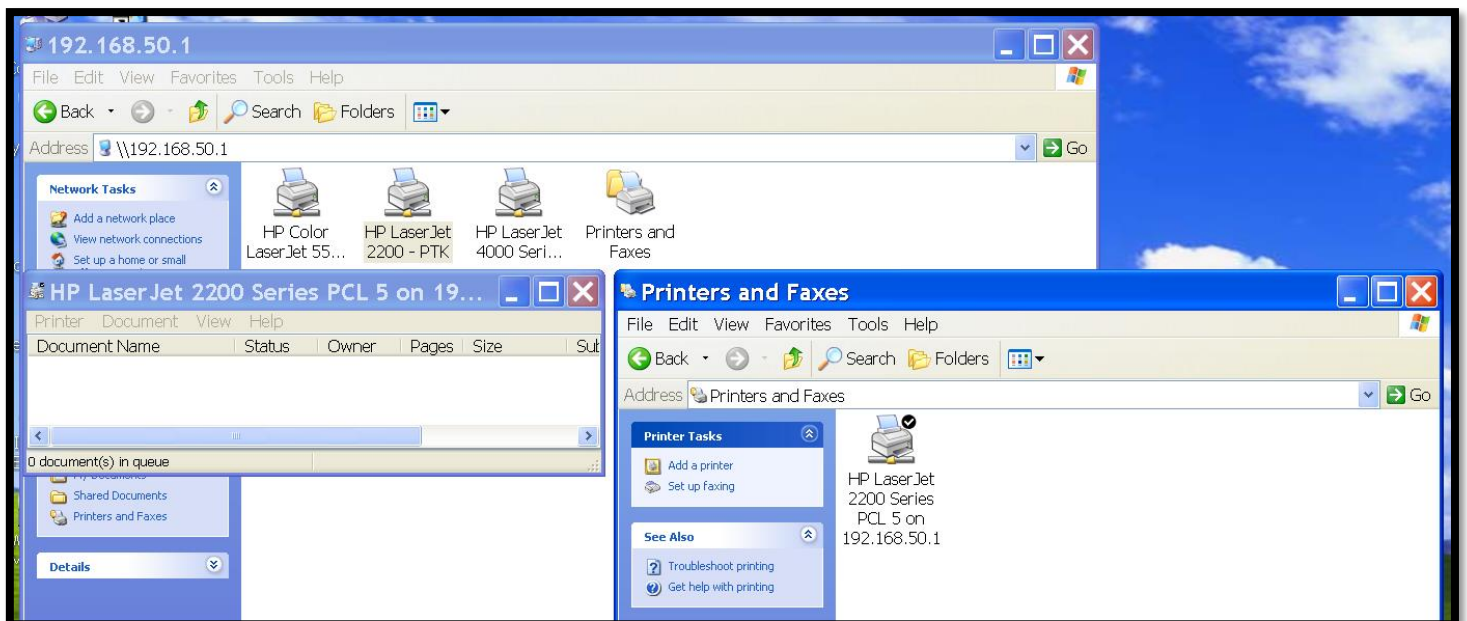 192.168.50.1
File Edit View Favorites Tools Help
Back Search Folders
Address \\192.168.50.1 Go
Network Tasks
Add a network place
View network connections
Set up a home or small
HP Color
LaserJet 55...
HP LaserJet
2200 - PTK
HP LaserJet
4000 Seri...
Printers and
Faxes
HP LaserJet 2200 Series PCL 5 on 19...
Printer Document View Help
Document Name Status Owner Pages Size Sub
0 document(s) in queue
My Documents
Shared Documents
Printers and Faxes
Details
Printers and Faxes
File Edit View Favorites Tools Help
Back Search Folders
Address Printers and Faxes Go
Printer Tasks
Add a printer
Set up faxing
See Also
Troubleshoot printing
Get help with printing
HP LaserJet
2200 Series
PCL 5 on
192.168.50.1